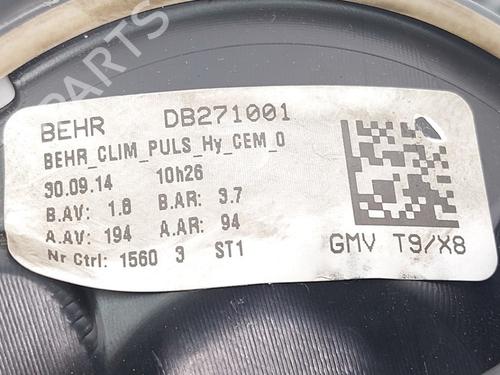 BEHR DB271001
BEHR_CLIM_PULS_Hy_CEM_0
30.09.14 10h26
B.AV: 1.6 B.AR: 3.7
A.AV: 194 A.AR: 94
Nr Ctrl: 1560 3 ST1
GMV T9/X8